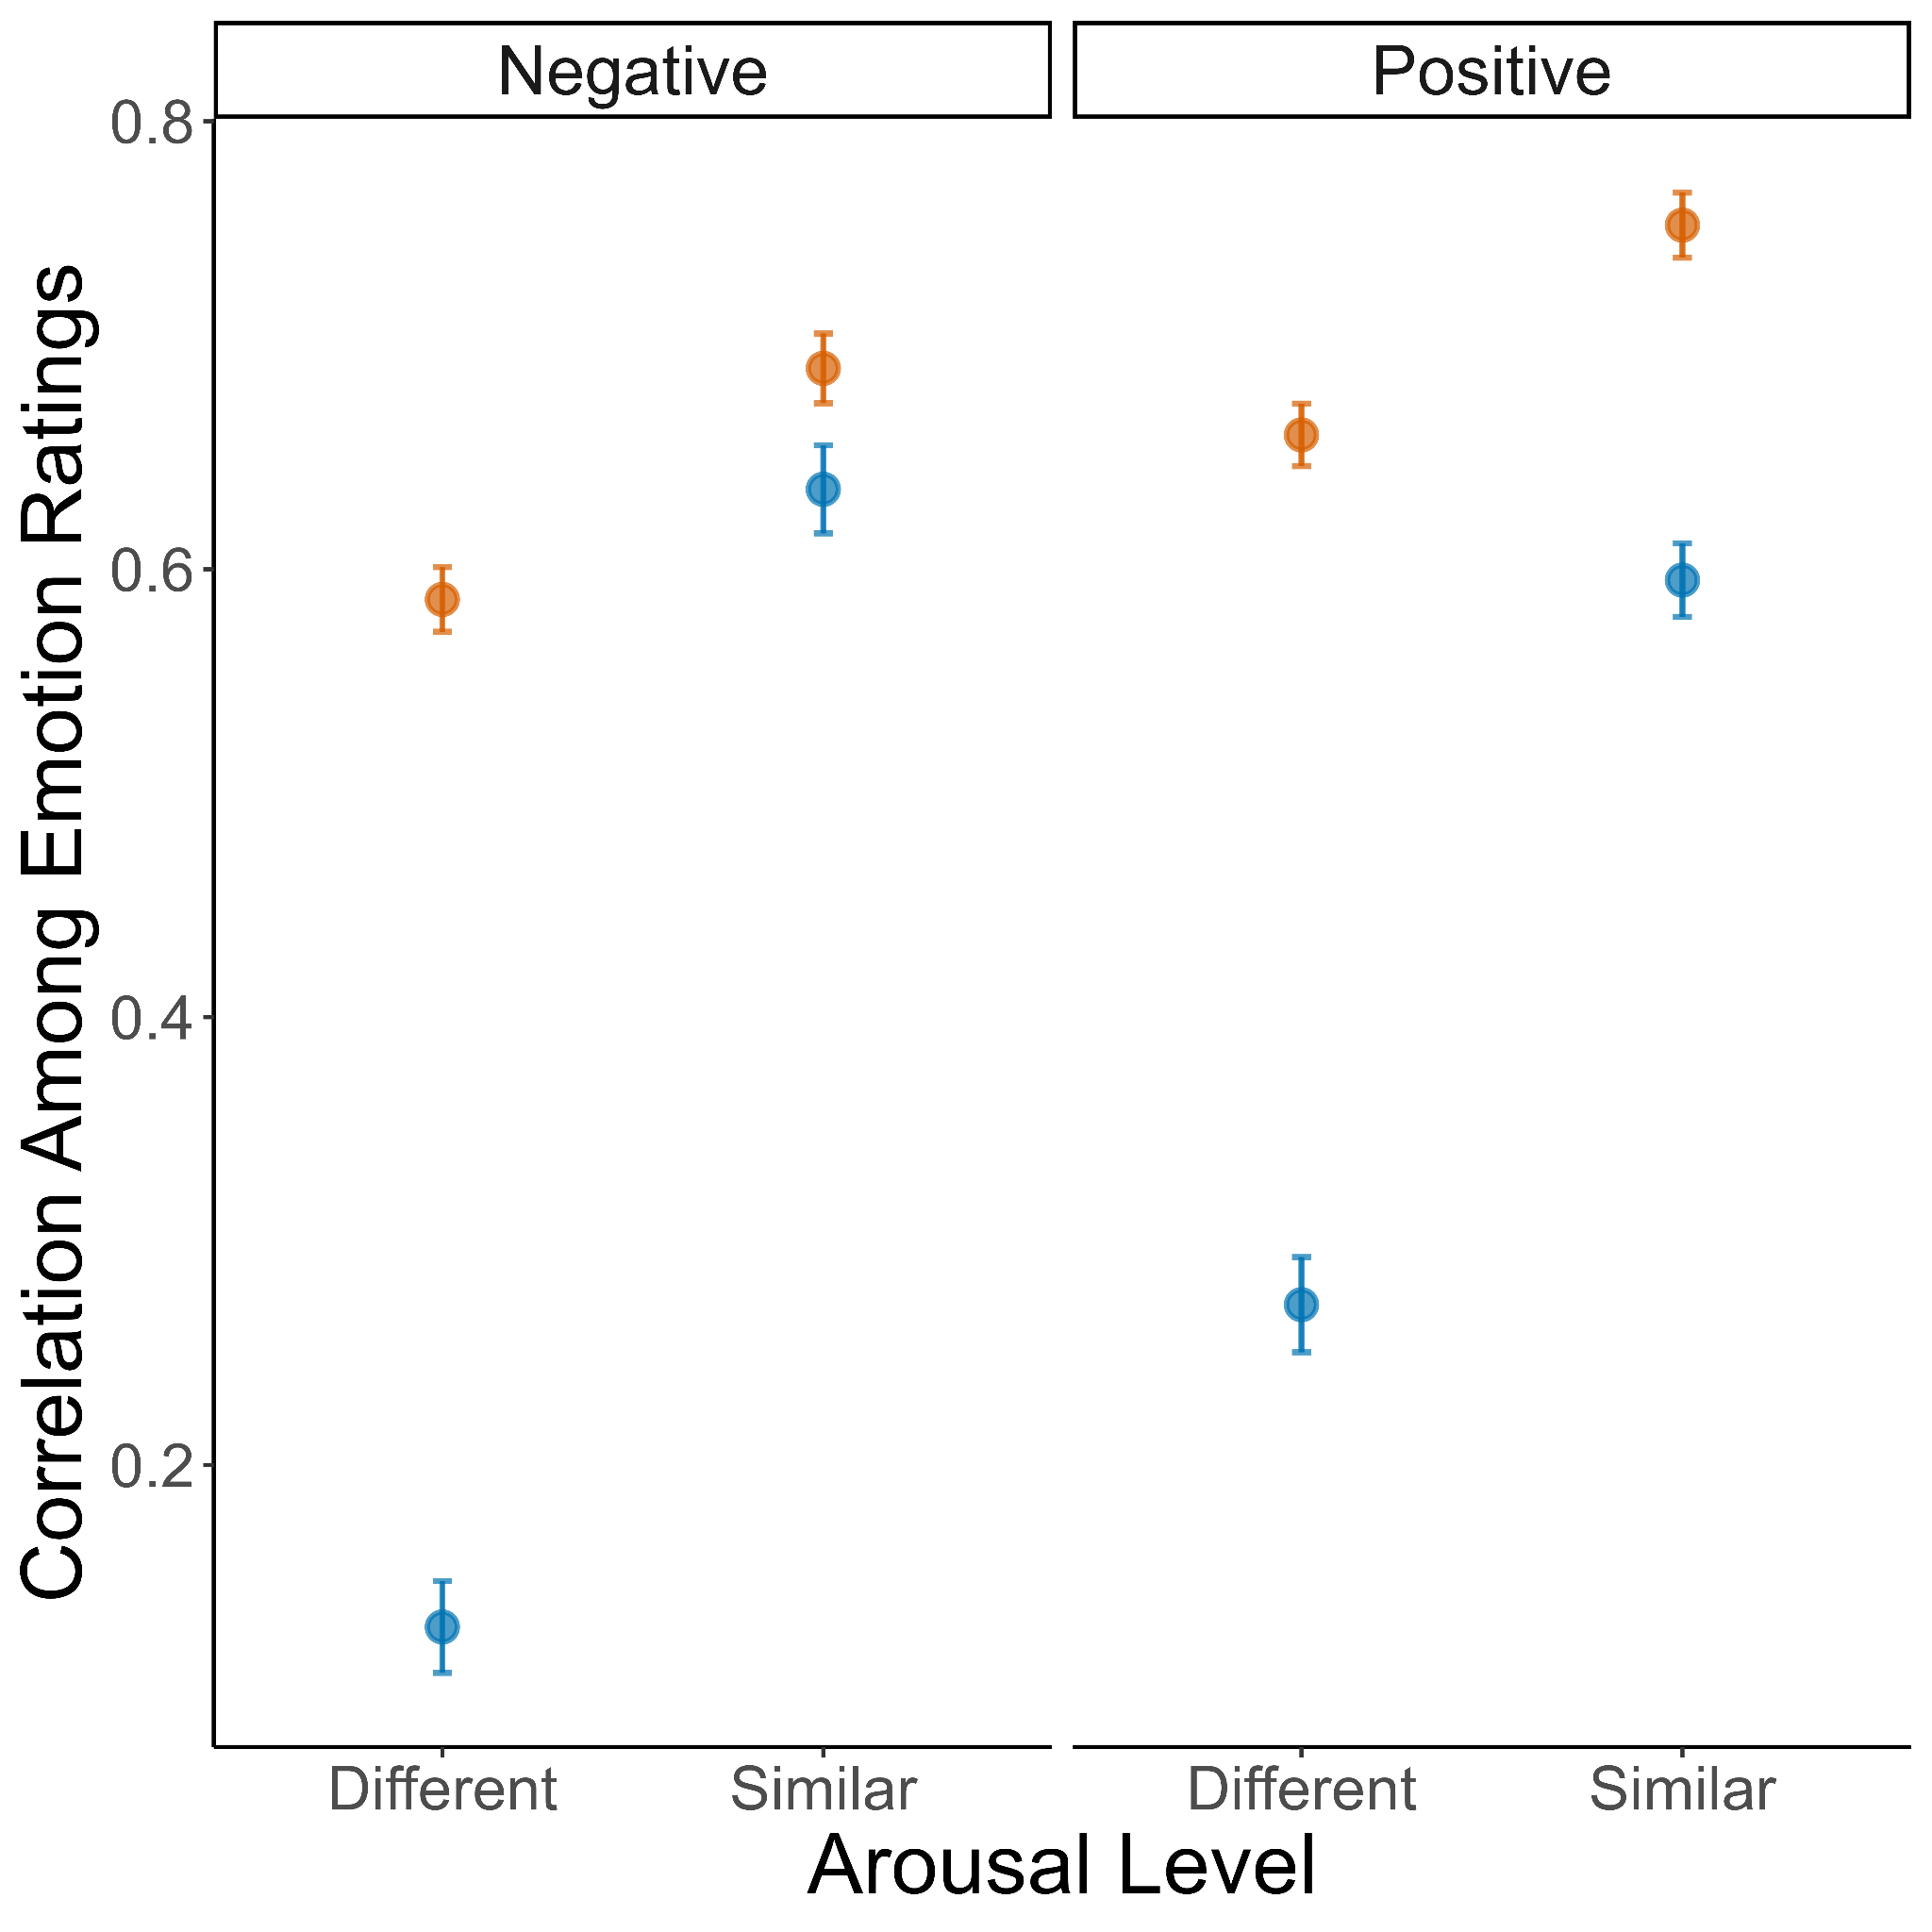 Negative
Positive
0.8
0.6
0.4
0.2
Correlation Among Emotion Ratings
Different
Similar
Different
Similar
Arousal Level